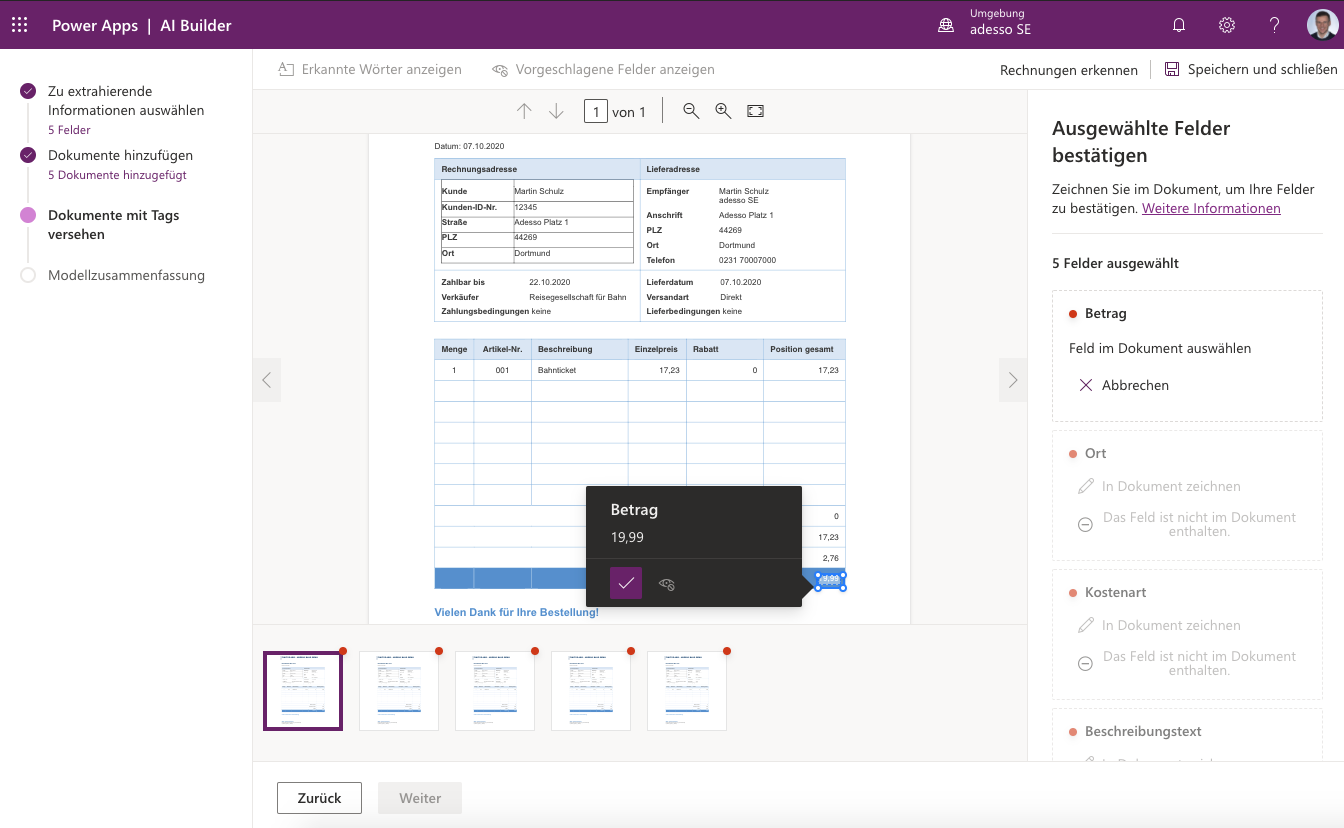 Power Apps | AI Builder
Umgebung
adesso SE
?
Zu extrahierende
Informationen auswählen
5 Felder
Dokumente hinzufügen
5 Dokumente hinzugefügt
Dokumente mit Tags
versehen
Modellzusammenfassung
Erkannte Wörter anzeigen
Vorgeschlagene Felder anzeigen
Rechnungen erkennen
Speichern und schließen
1 von 1
Datum: 07.10.2020
Rechnungsadresse
Kunde Martin Schulz
Kunden-ID-Nr. 12345
Straße Adesso Platz 1
PLZ 44269
Ort Dortmund
Lieferadresse
Empfänger Martin Schulz
adesso SE
Anschrift Adesso Platz 1
PLZ 44269
Ort Dortmund
Telefon 0231 70007000
Zahlbar bis 22.10.2020
Verkäufer Reisegesellschaft für Bahn
Zahlungsbedingungen keine
Lieferdatum 07.10.2020
Versandart Direkt
Lieferbedingungen keine
Menge Artikel-Nr. Beschreibung Einzelpreis Rabatt Position gesamt
1 001 Bahnticket 17,23 0 17,23
0
17,23
2,76
Betrag
19,99
Vielen Dank für Ihre Bestellung!
Zurück
Weiter
Ausgewählte Felder
bestätigen
Zeichnen Sie im Dokument, um Ihre Felder
zu bestätigen. Weitere Informationen
5 Felder ausgewählt
Betrag
Feld im Dokument auswählen
Abbrechen
Ort
In Dokument zeichnen
Das Feld ist nicht im Dokument
enthalten.
Kostenart
In Dokument zeichnen
Das Feld ist nicht im Dokument
enthalten.
Beschreibungstext